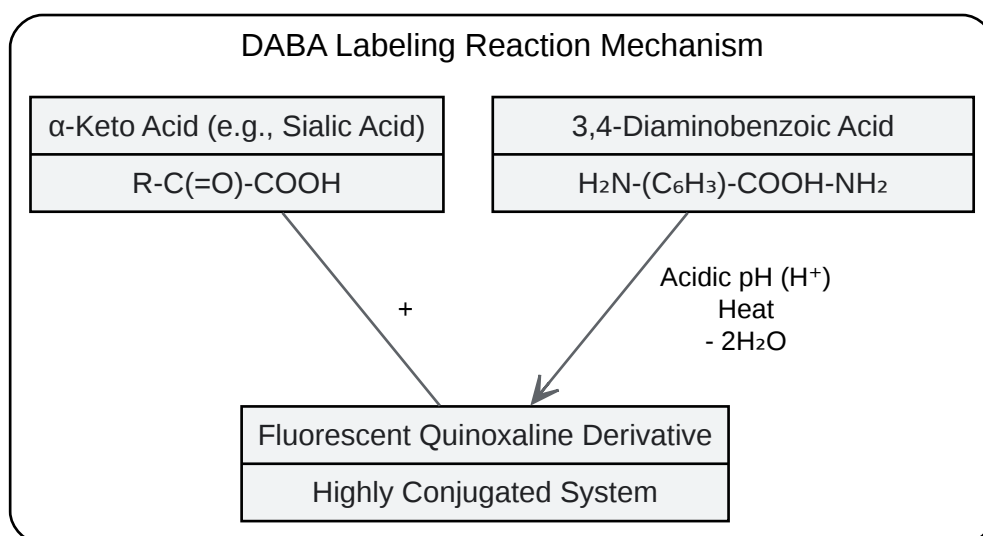 DABA Labeling Reaction Mechanism
α-Keto Acid (e.g., Sialic Acid)
R-C(=O)-COOH
3,4-Diaminobenzoic Acid
H₂N-(C₆H₃)-COOH-NH₂
+
Acidic pH (H⁺)
Heat
- 2H₂O
Fluorescent Quinoxaline Derivative
Highly Conjugated System